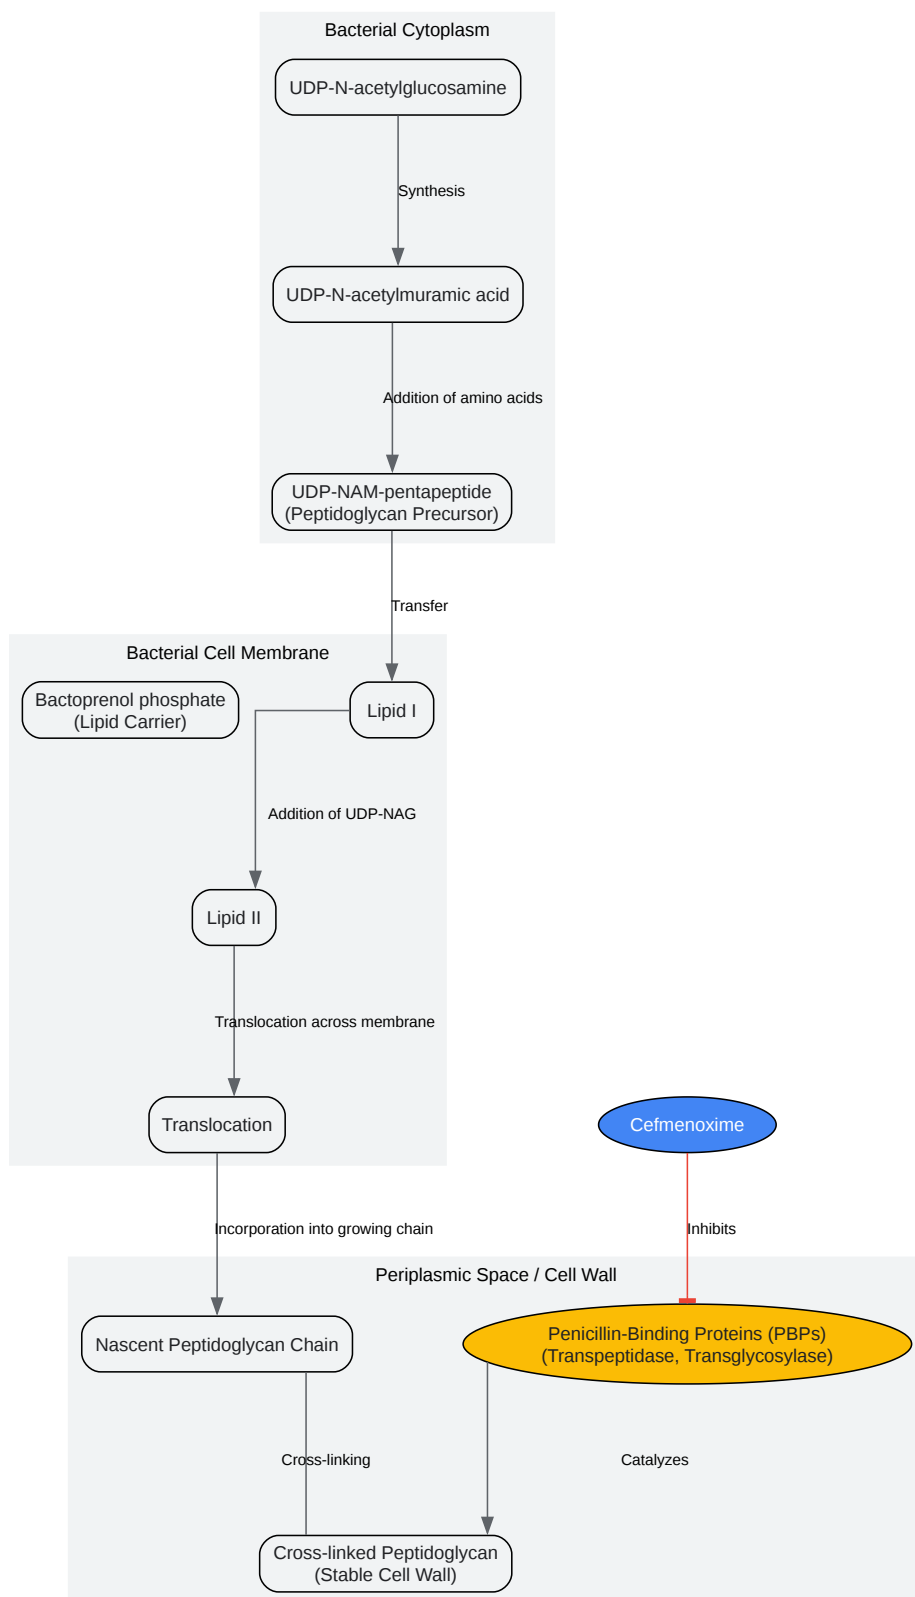 Bacterial Cytoplasm
UDP-N-acetylglucosamine
Synthesis
UDP-N-acetylmuramic acid
Addition of amino acids
UDP-NAM-pentapeptide
(Peptidoglycan Precursor)
Transfer
Bacterial Cell Membrane
Bactoprenol phosphate
(Lipid Carrier)
Lipid I
Addition of UDP-NAG
Lipid II
Translocation across membrane
Translocation
Cefmenoxime
Incorporation into growing chain
Inhibits
Periplasmic Space / Cell Wall
Nascent Peptidoglycan Chain
Penicillin-Binding Proteins (PBPs)
(Transpeptidase, Transglycosylase)
Cross-linking
Catalyzes
Cross-linked Peptidoglycan
(Stable Cell Wall)